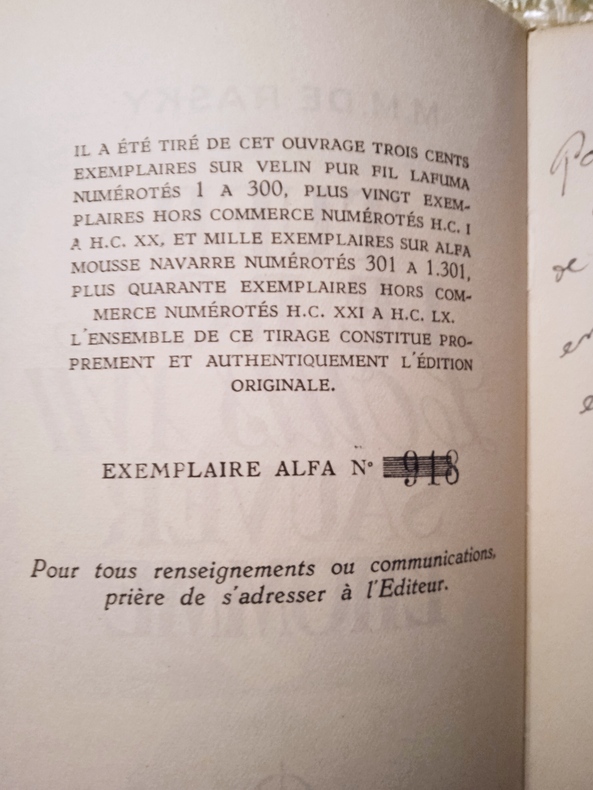 IL A ÉTÉ TIRÉ DE CET OUVRAGE TROIS CENTS
EXEMPLAIRES SUR VELIN PUR FIL LAFUMA
NUMÉROTÉS 1 A 300, PLUS VINGT EXEM-
PLAIRES HORS COMMERCE NUMÉROTÉS H.C. I
A H.C. XX, ET MILLE EXEMPLAIRES SUR ALFA
MOUSSE NAVARRE NUMÉROTÉS 301 A 1.301,
PLUS QUARANTE EXEMPLAIRES HORS COM-
MERCE NUMÉROTÉS H.C. XXI A H.C. LX.
L'ENSEMBLE DE CE TIRAGE CONSTITUE PRO-
PREMENT ET AUTHENTIQUEMENT L'ÉDITION
ORIGINALE.
EXEMPLAIRE ALFA N° 918
Pour tous renseignements ou communications,
prière de s'adresser à l'Editeur.
de